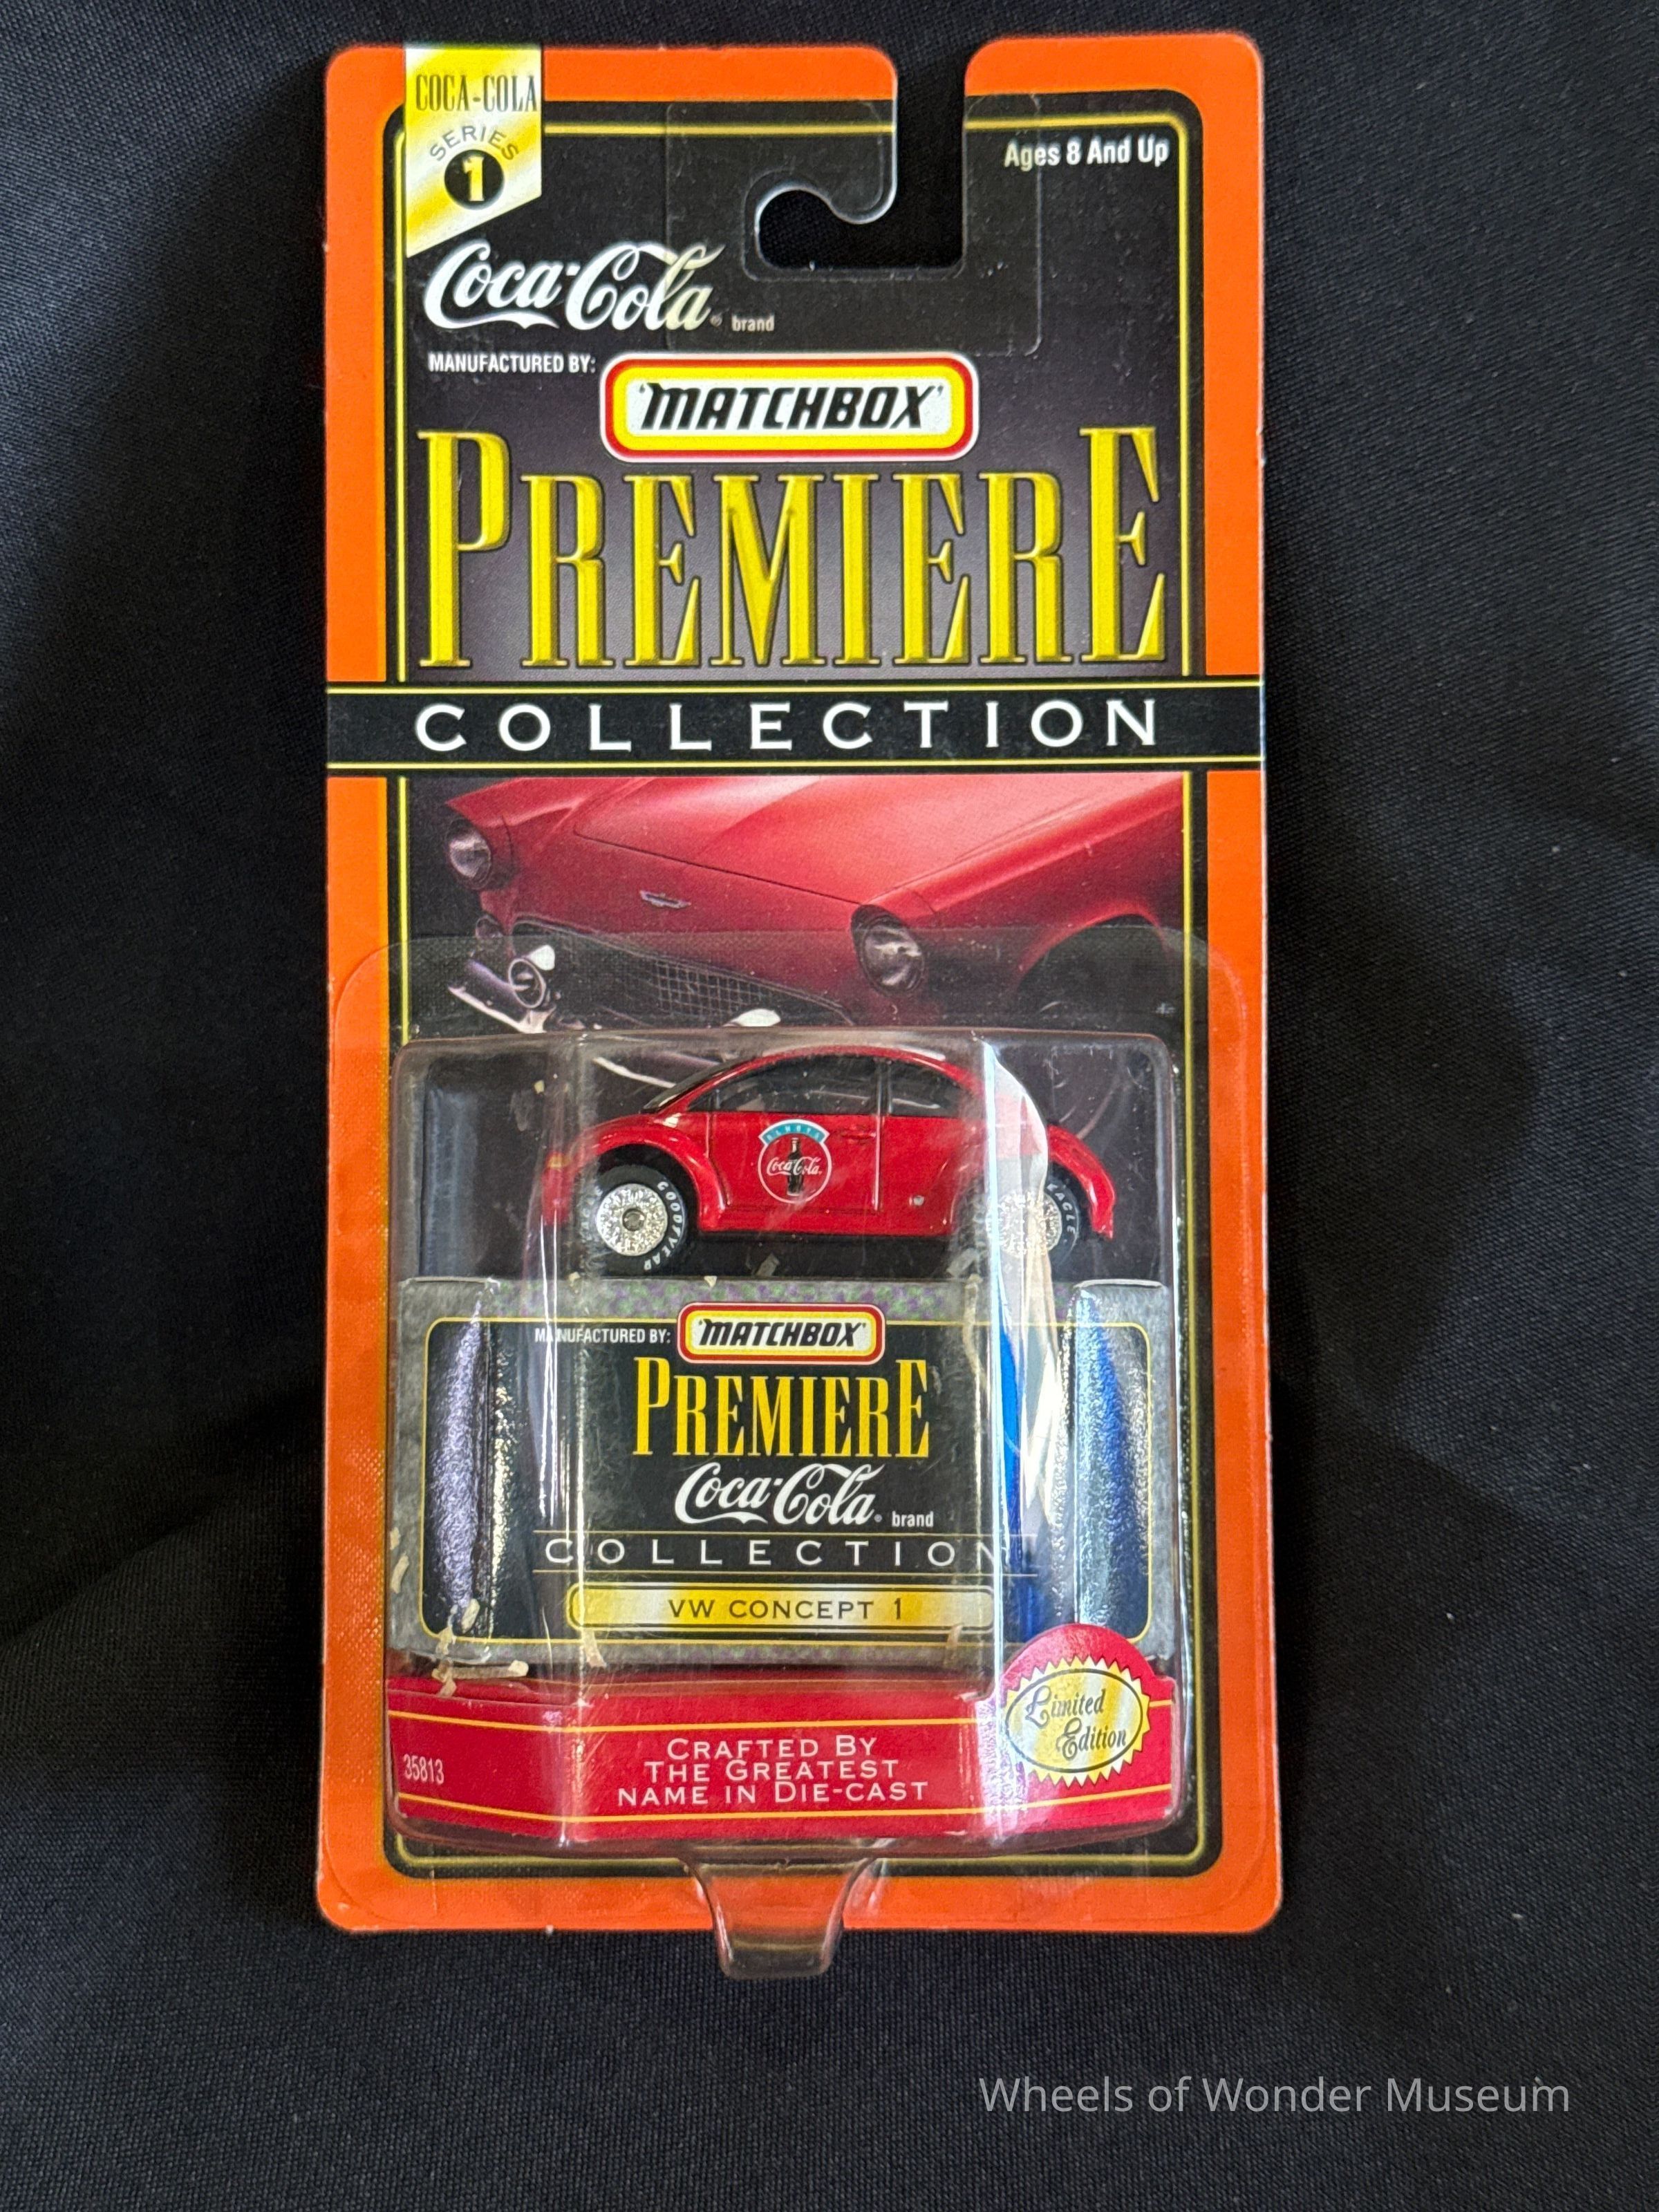 COCA-COLA
SERIES
1
Ages 8 And Up
Coca-Cola® brand
MANUFACTURED BY:
'MATCHBOX'
PREMIERE
COLLECTION
ALWAYS
Coca-Cola
GOODYEAR
EAGLE
MANUFACTURED BY: 'MATCHBOX'
PREMIERE
Coca-Cola® brand
COLLECTION
VW CONCEPT 1
Limited
Edition
35813
CRAFTED BY
THE GREATEST
NAME IN DIE-CAST
Wheels of Wonder Museum